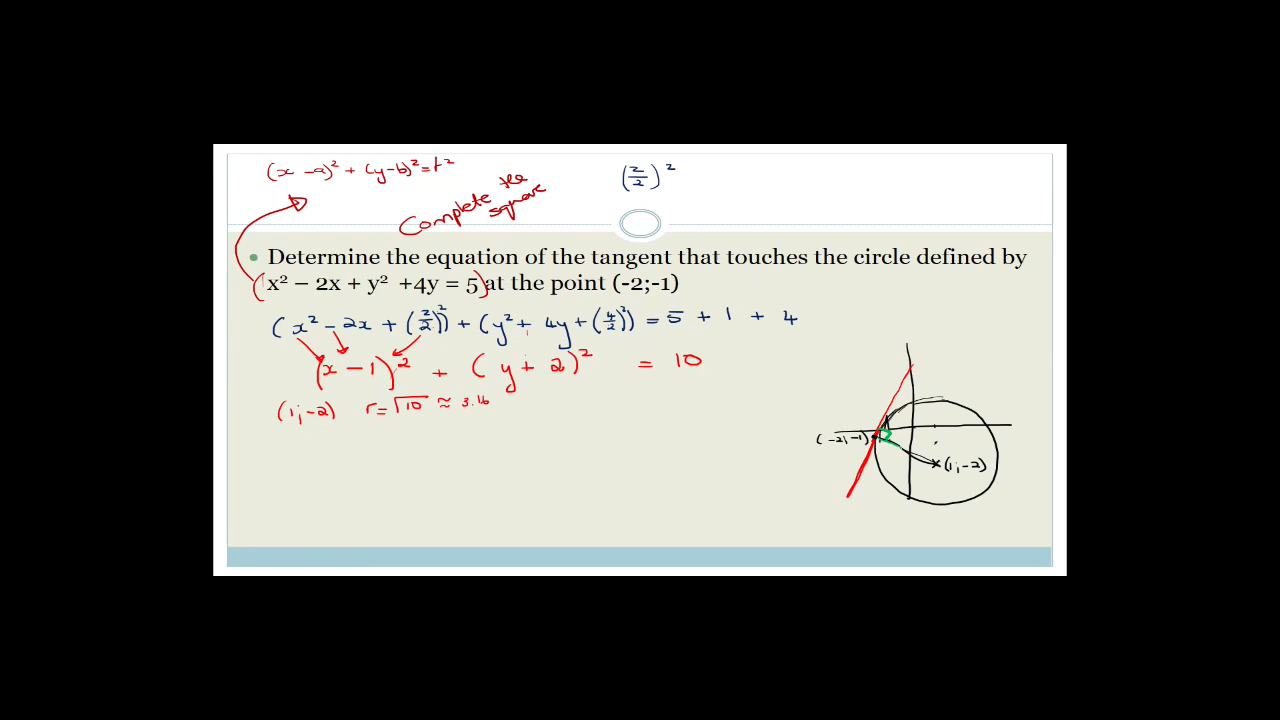 (x - a)² + (y - b)² = r²
(2/2)²
Complete the square
• Determine the equation of the tangent that touches the circle defined by
(x² − 2x + y² +4y = 5) at the point (-2;-1)
(x² - 2x + (2/2)²) + (y² + 4y + (4/2)²) = 5 + 1 + 4
(x - 1)² + (y + 2)² = 10
(1;-2) r = √10 ≈ 3.16
(-2;-1)
(1;-2)